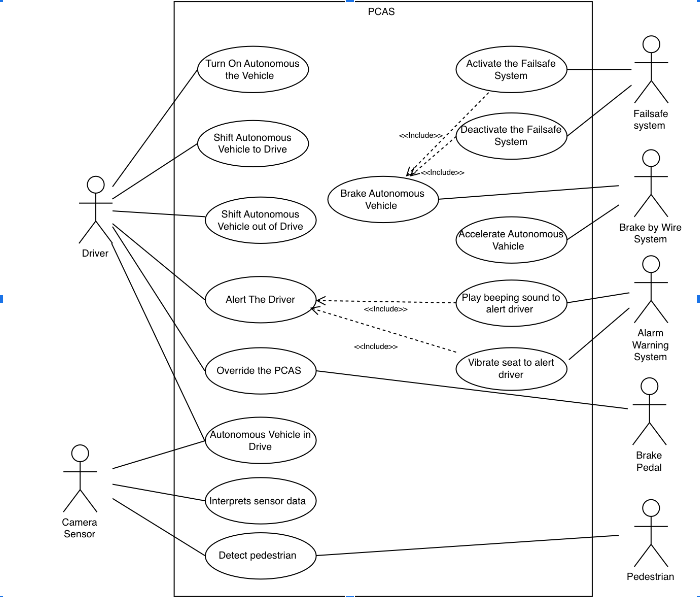 PCAS
Turn On Autonomous
the Vehicle
Activate the Failsafe
System
Failsafe
system
Shift Autonomous
Vehicle to Drive
<<Include>>
Deactivate the Failsafe
System
<<Include>>
Driver
Shift Autonomous
Vehicle out of Drive
Brake Autonomous
Vehicle
Brake by Wire
System
Accelerate Autonomous
Vahicle
Alert The Driver
<<Include>>
Play beeping sound to
alert driver
Alarm
Warning
System
<<Include>>
Override the PCAS
Vibrate seat to alert
driver
Brake
Pedal
Autonomous Vehicle in
Drive
Camera
Sensor
Interprets sensor data
Detect pedestrian
Pedestrian